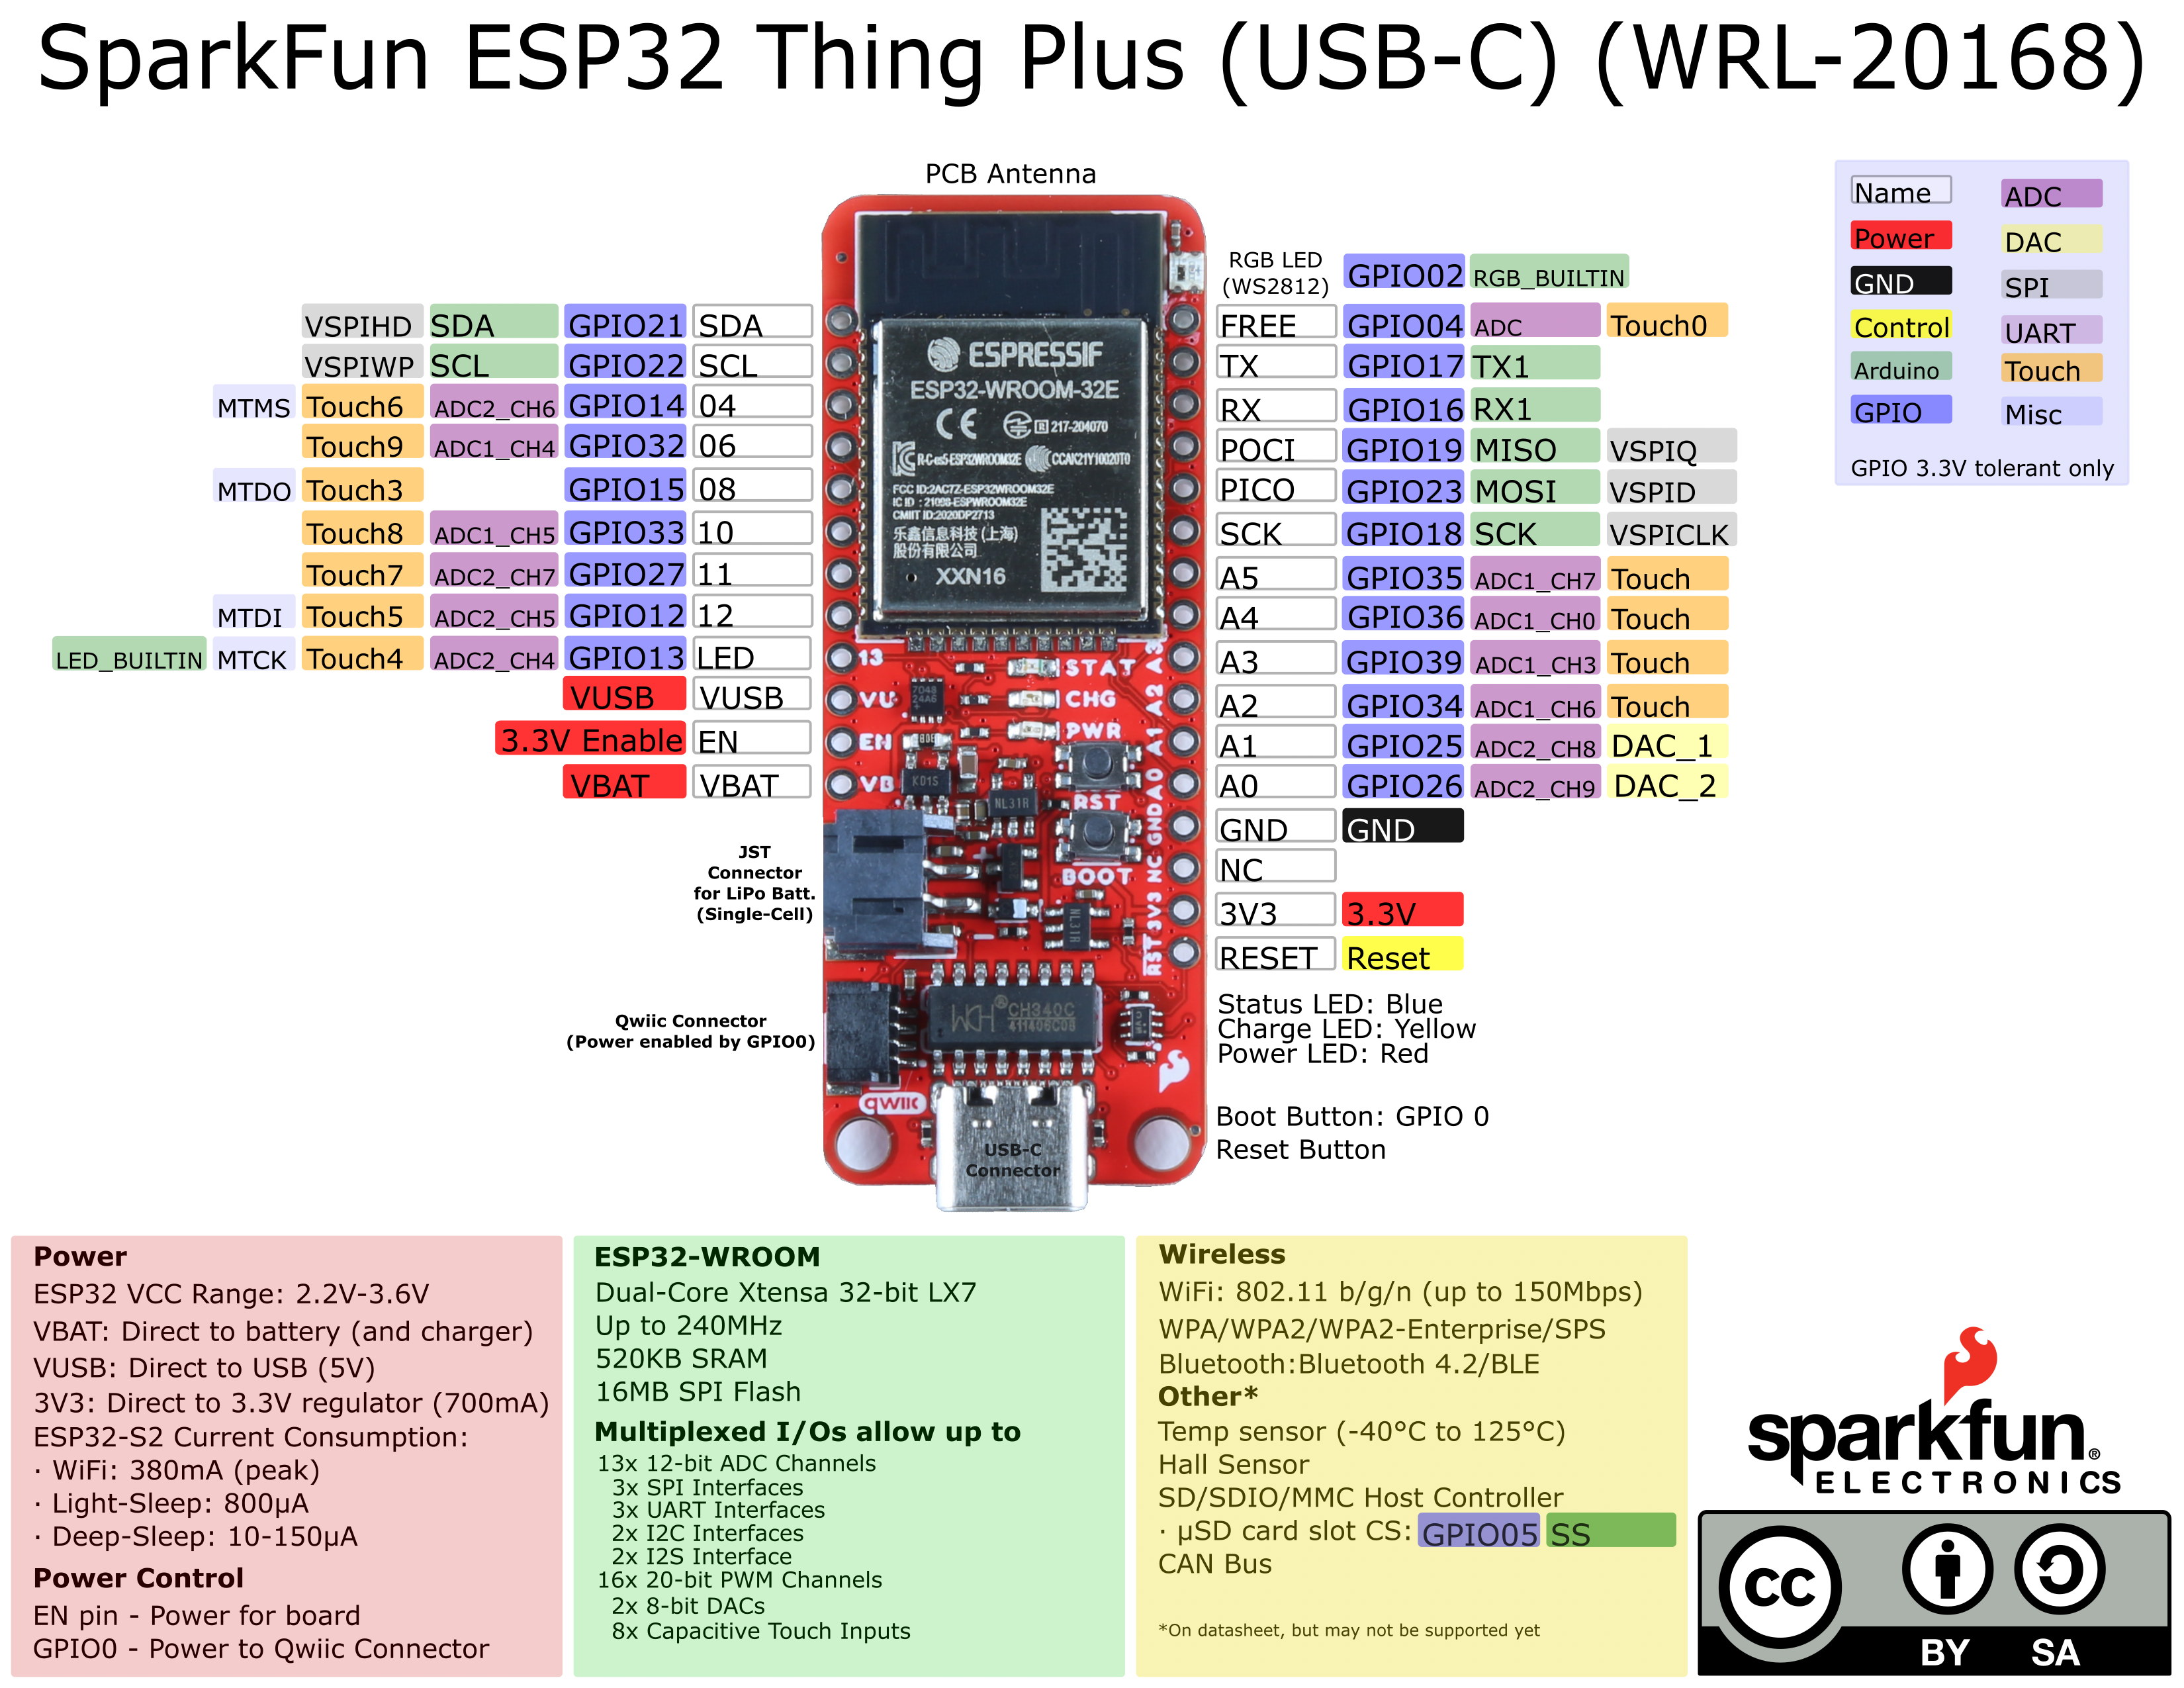 SparkFun ESP32 Thing Plus (USB-C) (WRL-20168)
PCB Antenna
Name ADC
Power DAC
GND SPI
Control UART
Arduino Touch
GPIO Misc
GPIO 3.3V tolerant only
RGB LED
(WS2812)
GPIO02 RGB_BUILTIN
VSPIHD SDA GPIO21 SDA
VSPIWP SCL GPIO22 SCL
MTMS Touch6 ADC2_CH6 GPIO14 04
Touch9 ADC1_CH4 GPIO32 06
MTDO Touch3 GPIO15 08
Touch8 ADC1_CH5 GPIO33 10
Touch7 ADC2_CH7 GPIO27 11
MTDI Touch5 ADC2_CH5 GPIO12 12
LED_BUILTIN MTCK Touch4 ADC2_CH4 GPIO13 LED
VUSB VUSB
3.3V Enable EN
VBAT VBAT
JST
Connector
for LiPo Batt.
(Single-Cell)
Qwiic Connector
(Power enabled by GPIO0)
ESPRESSIF
ESP32-WROOM-32E
CE R 217-204070
R-C-es5-ESP32WROOM32E CCAK21Y10020T0
FCC ID:2AC7Z-ESP32WROOM32E
IC ID : 21098-ESPWROOM32E
CMIIT ID:2020DP2713
乐鑫信息科技 (上海)
股份有限公司
XXN16
13 STAT A3
VU CHG A2
EN PWR A1
VB A0
RST GND
BOOT NC
3V3
RST
7D48
24A6
KD1S
NL31R
NL31R
WCH CH340C
411406C08
qwiic
USB-C
Connector
FREE GPIO04 ADC Touch0
TX GPIO17 TX1
RX GPIO16 RX1
POCI GPIO19 MISO VSPIQ
PICO GPIO23 MOSI VSPID
SCK GPIO18 SCK VSPICLK
A5 GPIO35 ADC1_CH7 Touch
A4 GPIO36 ADC1_CH0 Touch
A3 GPIO39 ADC1_CH3 Touch
A2 GPIO34 ADC1_CH6 Touch
A1 GPIO25 ADC2_CH8 DAC_1
A0 GPIO26 ADC2_CH9 DAC_2
GND GND
NC
3V3 3.3V
RESET Reset
Status LED: Blue
Charge LED: Yellow
Power LED: Red
Boot Button: GPIO 0
Reset Button
Power
ESP32 VCC Range: 2.2V-3.6V
VBAT: Direct to battery (and charger)
VUSB: Direct to USB (5V)
3V3: Direct to 3.3V regulator (700mA)
ESP32-S2 Current Consumption:
· WiFi: 380mA (peak)
· Light-Sleep: 800µA
· Deep-Sleep: 10-150µA
Power Control
EN pin - Power for board
GPIO0 - Power to Qwiic Connector
ESP32-WROOM
Dual-Core Xtensa 32-bit LX7
Up to 240MHz
520KB SRAM
16MB SPI Flash
Multiplexed I/Os allow up to
13x 12-bit ADC Channels
3x SPI Interfaces
3x UART Interfaces
2x I2C Interfaces
2x I2S Interface
16x 20-bit PWM Channels
2x 8-bit DACs
8x Capacitive Touch Inputs
Wireless
WiFi: 802.11 b/g/n (up to 150Mbps)
WPA/WPA2/WPA2-Enterprise/SPS
Bluetooth:Bluetooth 4.2/BLE
Other*
Temp sensor (-40°C to 125°C)
Hall Sensor
SD/SDIO/MMC Host Controller
· µSD card slot CS: GPIO05 SS
CAN Bus
*On datasheet, but may not be supported yet
sparkfun®
ELECTRONICS
CC BY SA